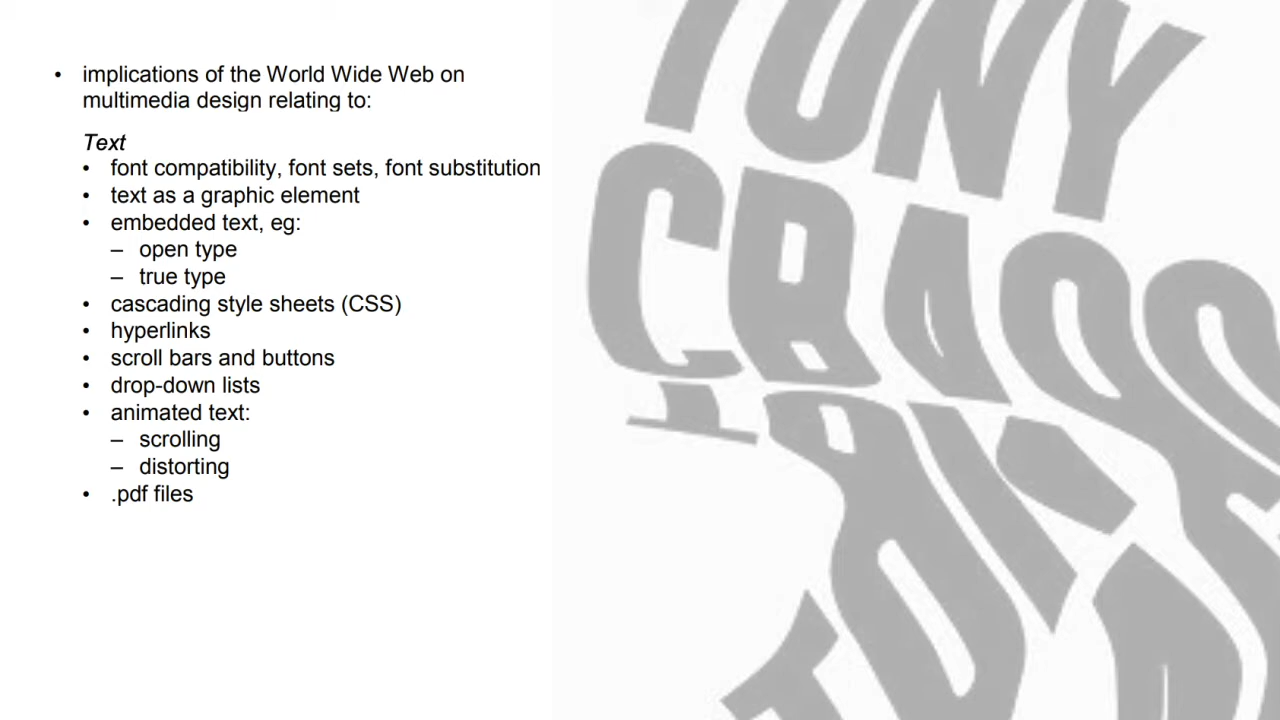 • implications of the World Wide Web on
multimedia design relating to:
Text
• font compatibility, font sets, font substitution
• text as a graphic element
• embedded text, eg:
– open type
– true type
• cascading style sheets (CSS)
• hyperlinks
• scroll bars and buttons
• drop-down lists
• animated text:
– scrolling
– distorting
• .pdf files
TONY